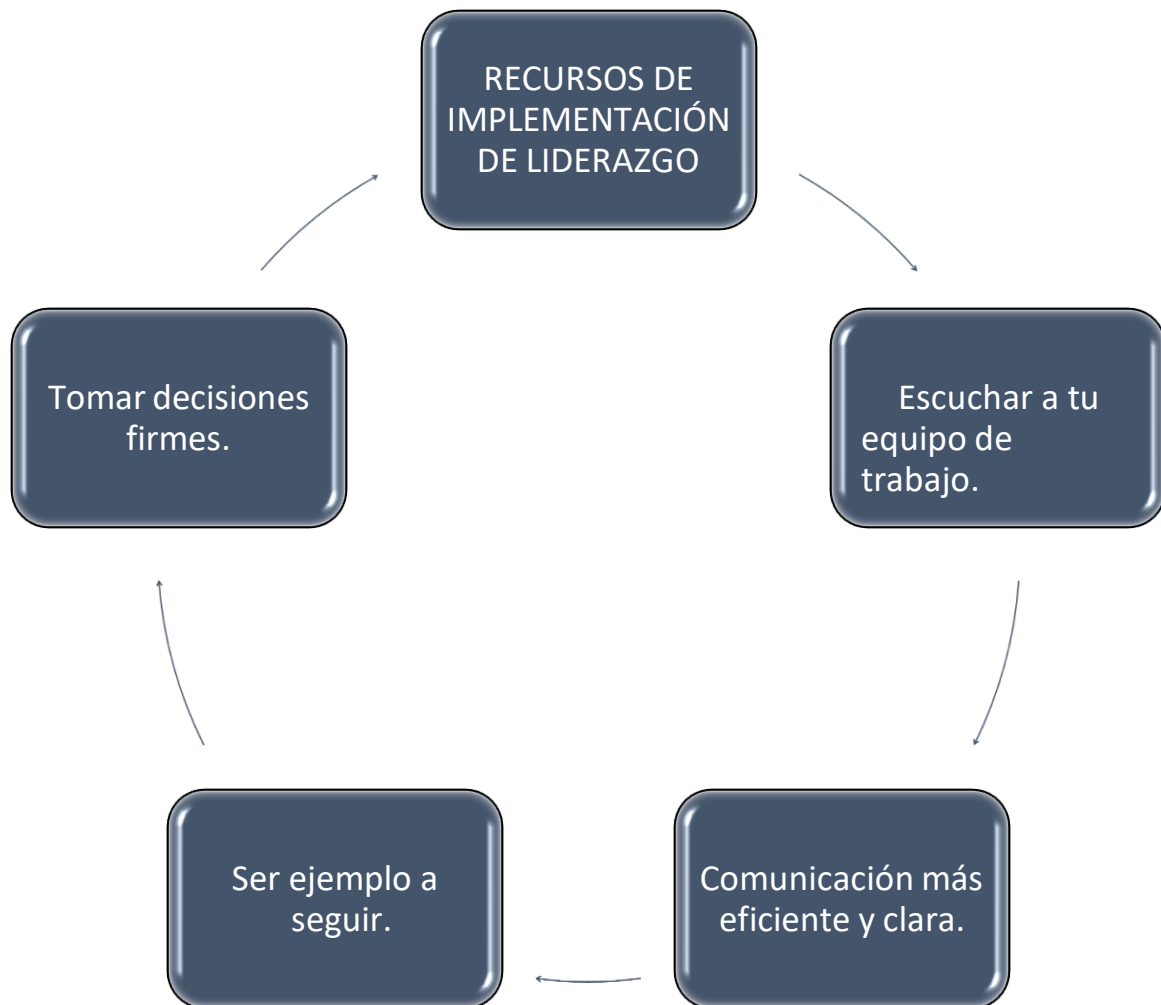 RECURSOS DE
IMPLEMENTACIÓN
DE LIDERAZGO
Escuchar a tu
equipo de
trabajo.
Comunicación más
eficiente y clara.
Ser ejemplo a
seguir.
Tomar decisiones
firmes.